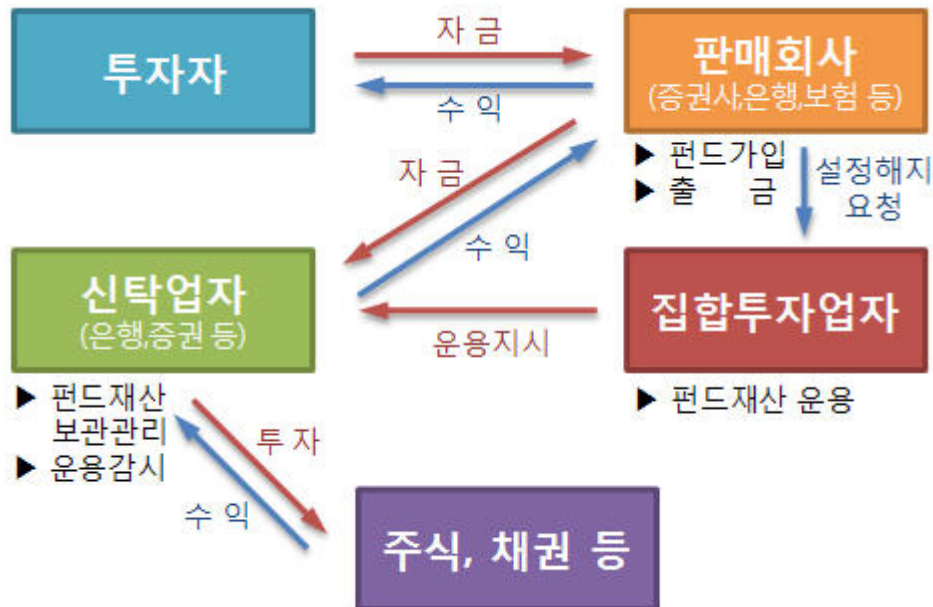 투자자
자 금
수 익
판매회사
(증권사,은행,보험 등)
▶ 펀드가입
▶ 출 금
설정해지
요청
자 금
수 익
신탁업자
(은행,증권 등)
운용지시
집합투자업자
▶ 펀드재산
보관관리
▶ 운용감시
▶ 펀드재산 운용
투 자
수 익
주식, 채권 등